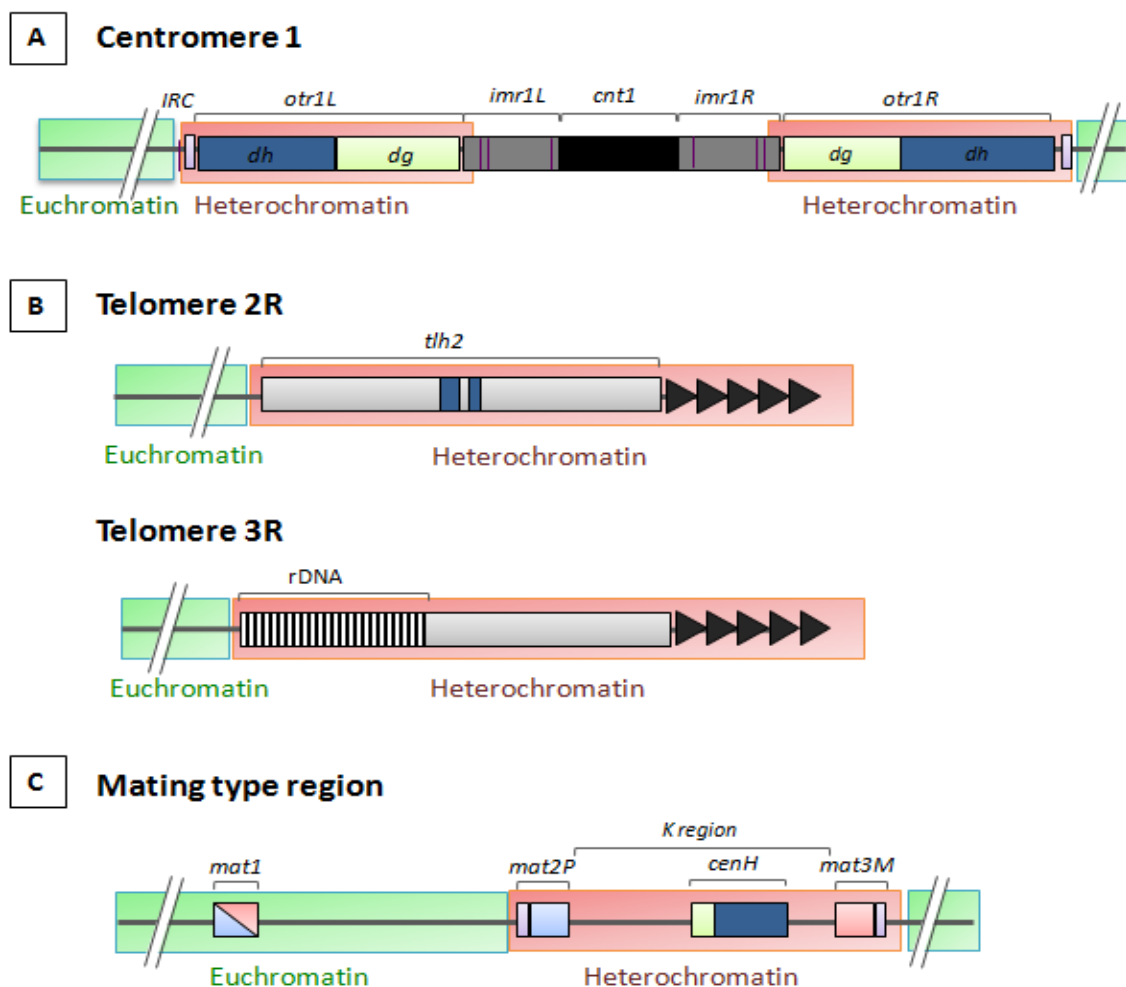 A Centromere 1
IRC otr1L imr1L cnt1 imr1R otr1R
dh dg dg dh
Euchromatin Heterochromatin Heterochromatin
B Telomere 2R
tlh2
Euchromatin Heterochromatin
Telomere 3R
rDNA
Euchromatin Heterochromatin
C Mating type region
K region
mat1 mat2P cenH mat3M
Euchromatin Heterochromatin